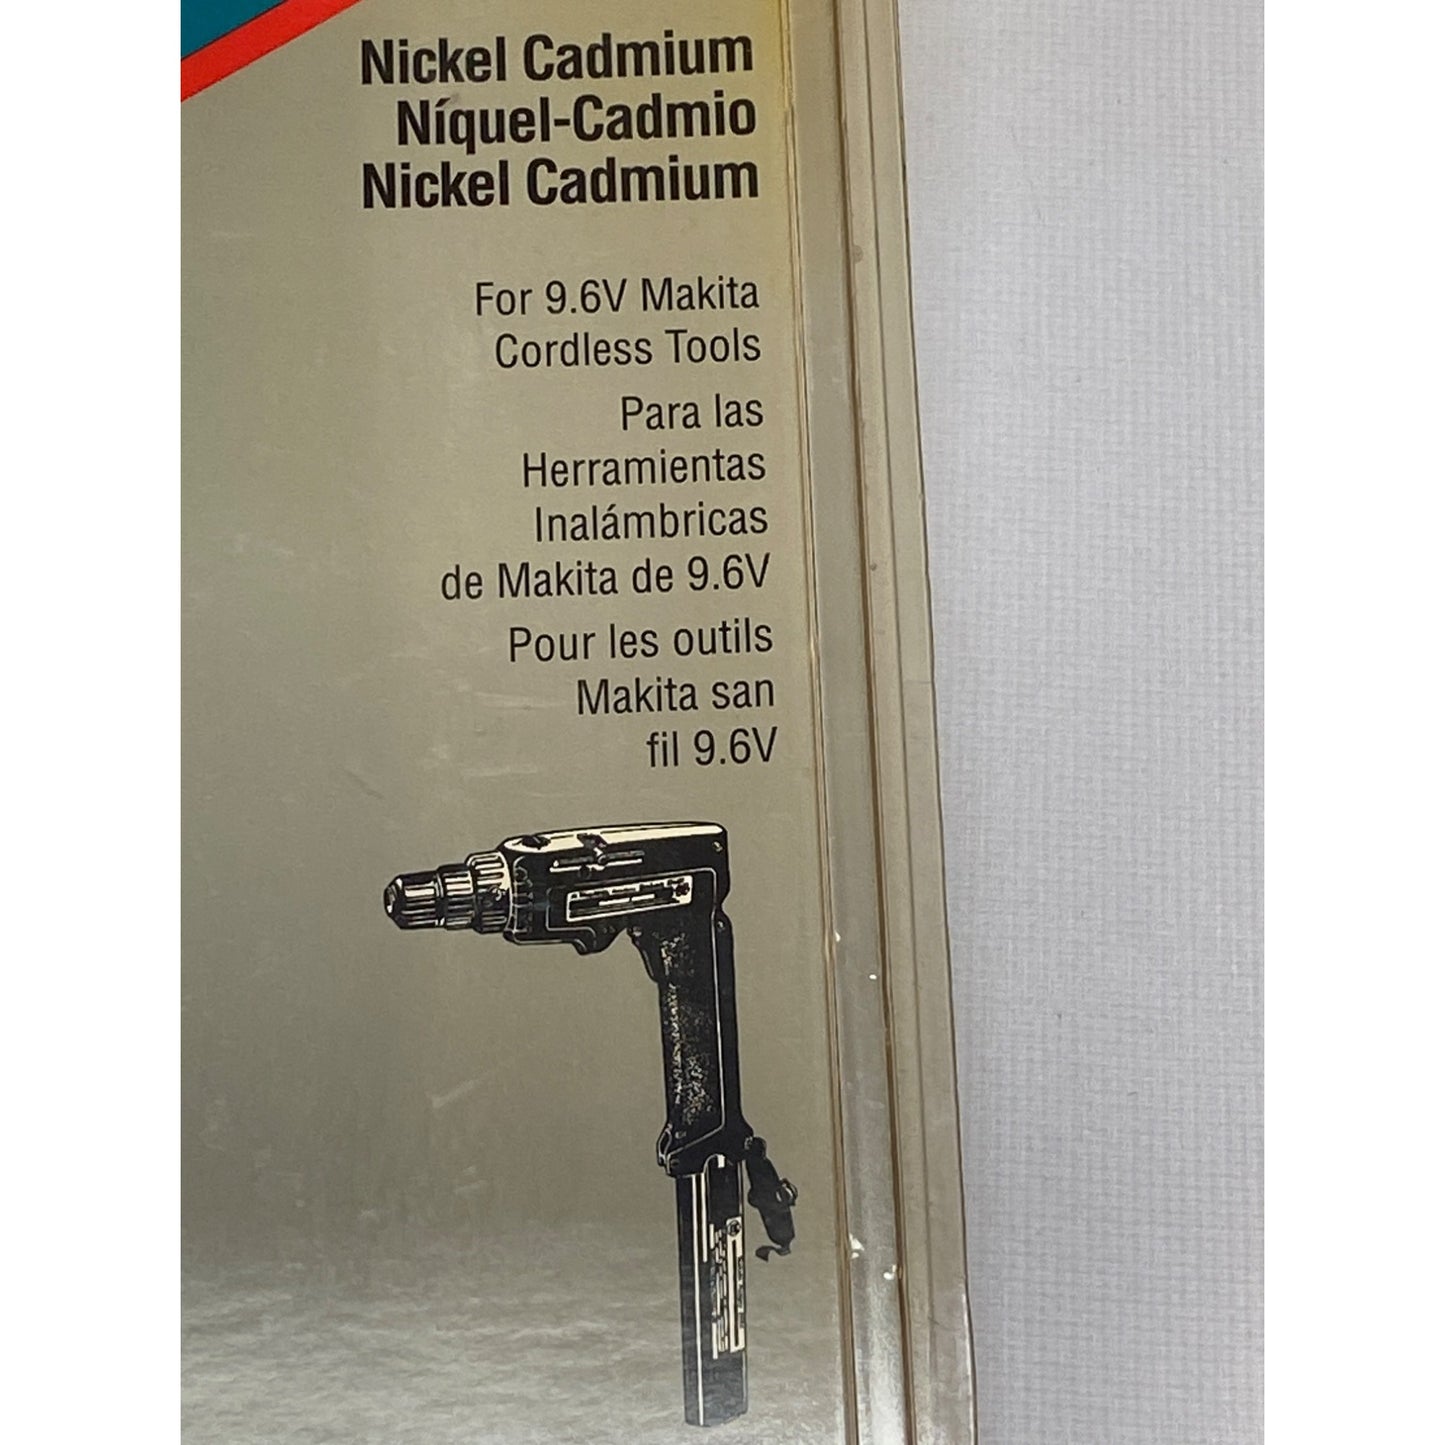 Nickel Cadmium
Níquel-Cadmio
Nickel Cadmium
For 9.6V Makita
Cordless Tools
Para las
Herramientas
Inalámbricas
de Makita de 9.6V
Pour les outils
Makita san
fil 9.6V